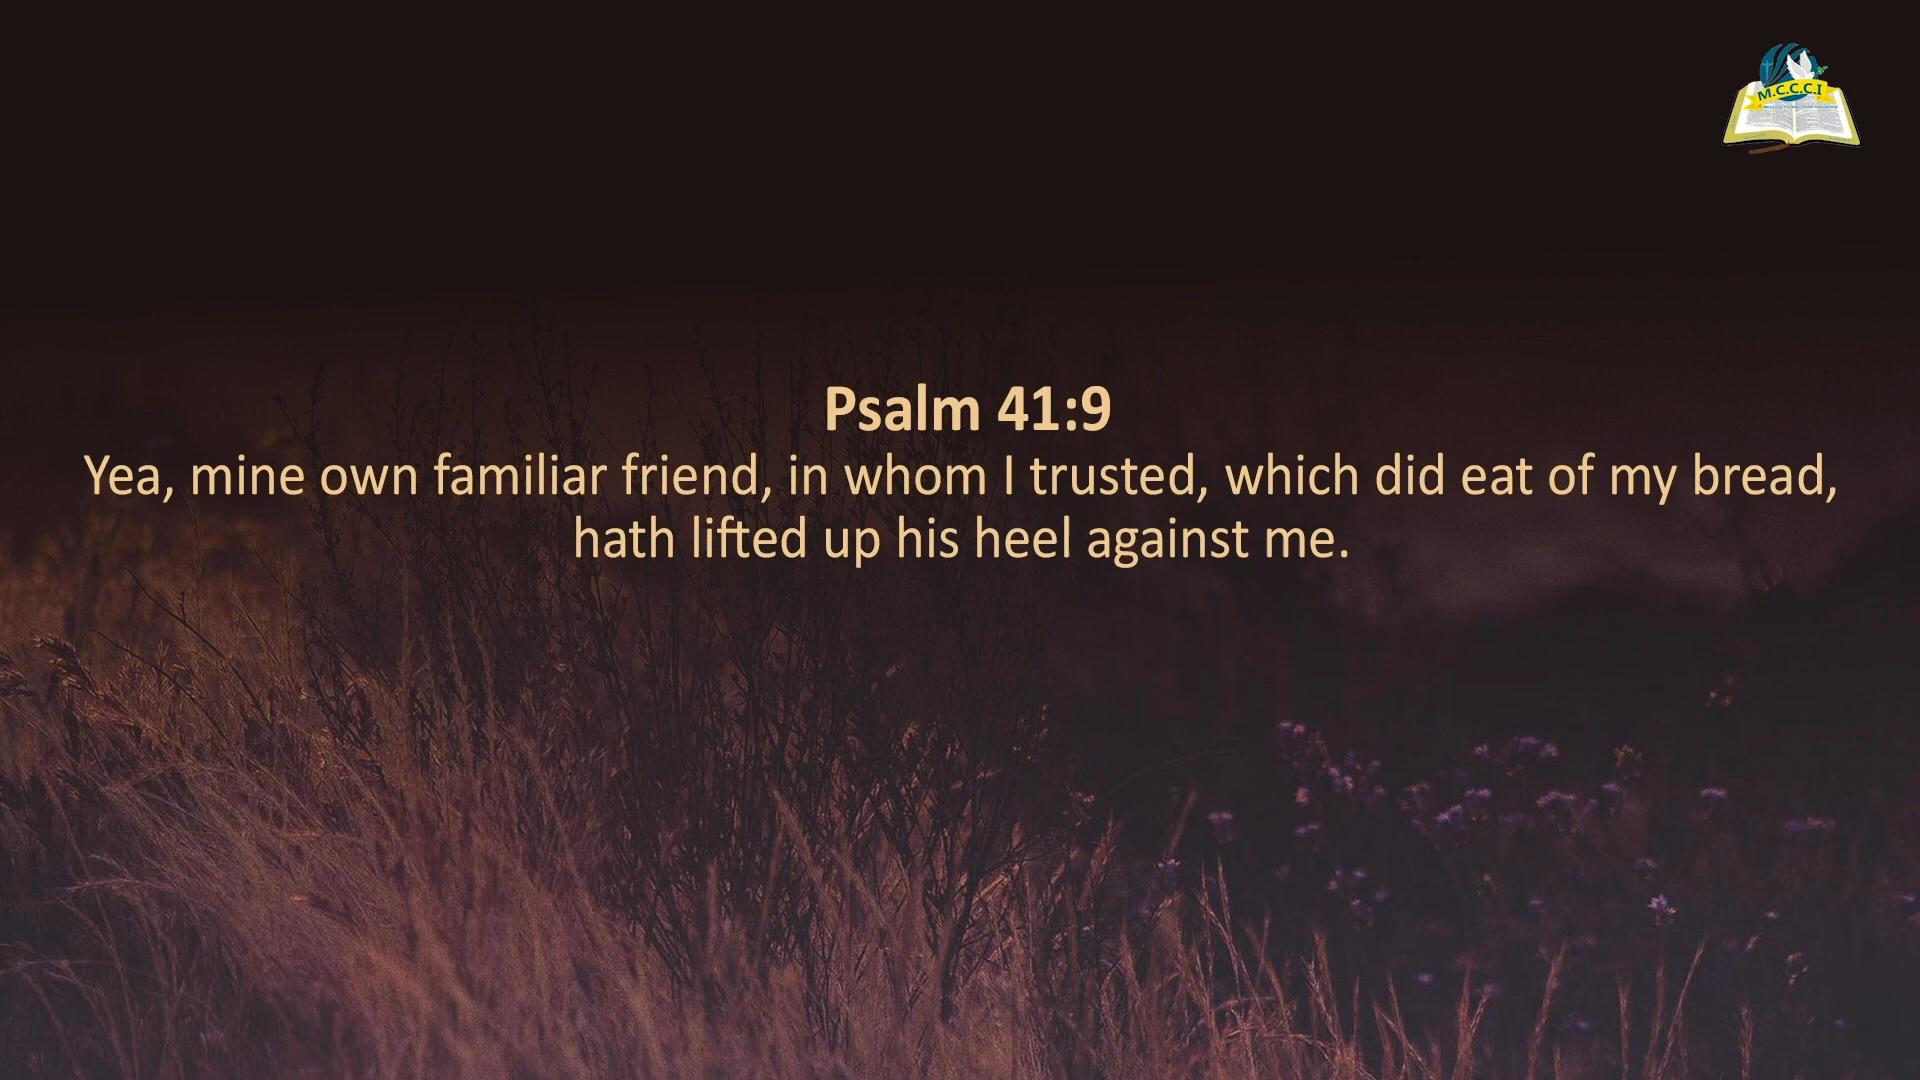 M.C.C.C.I
Psalm 41:9
Yea, mine own familiar friend, in whom I trusted, which did eat of my bread,
hath lifted up his heel against me.